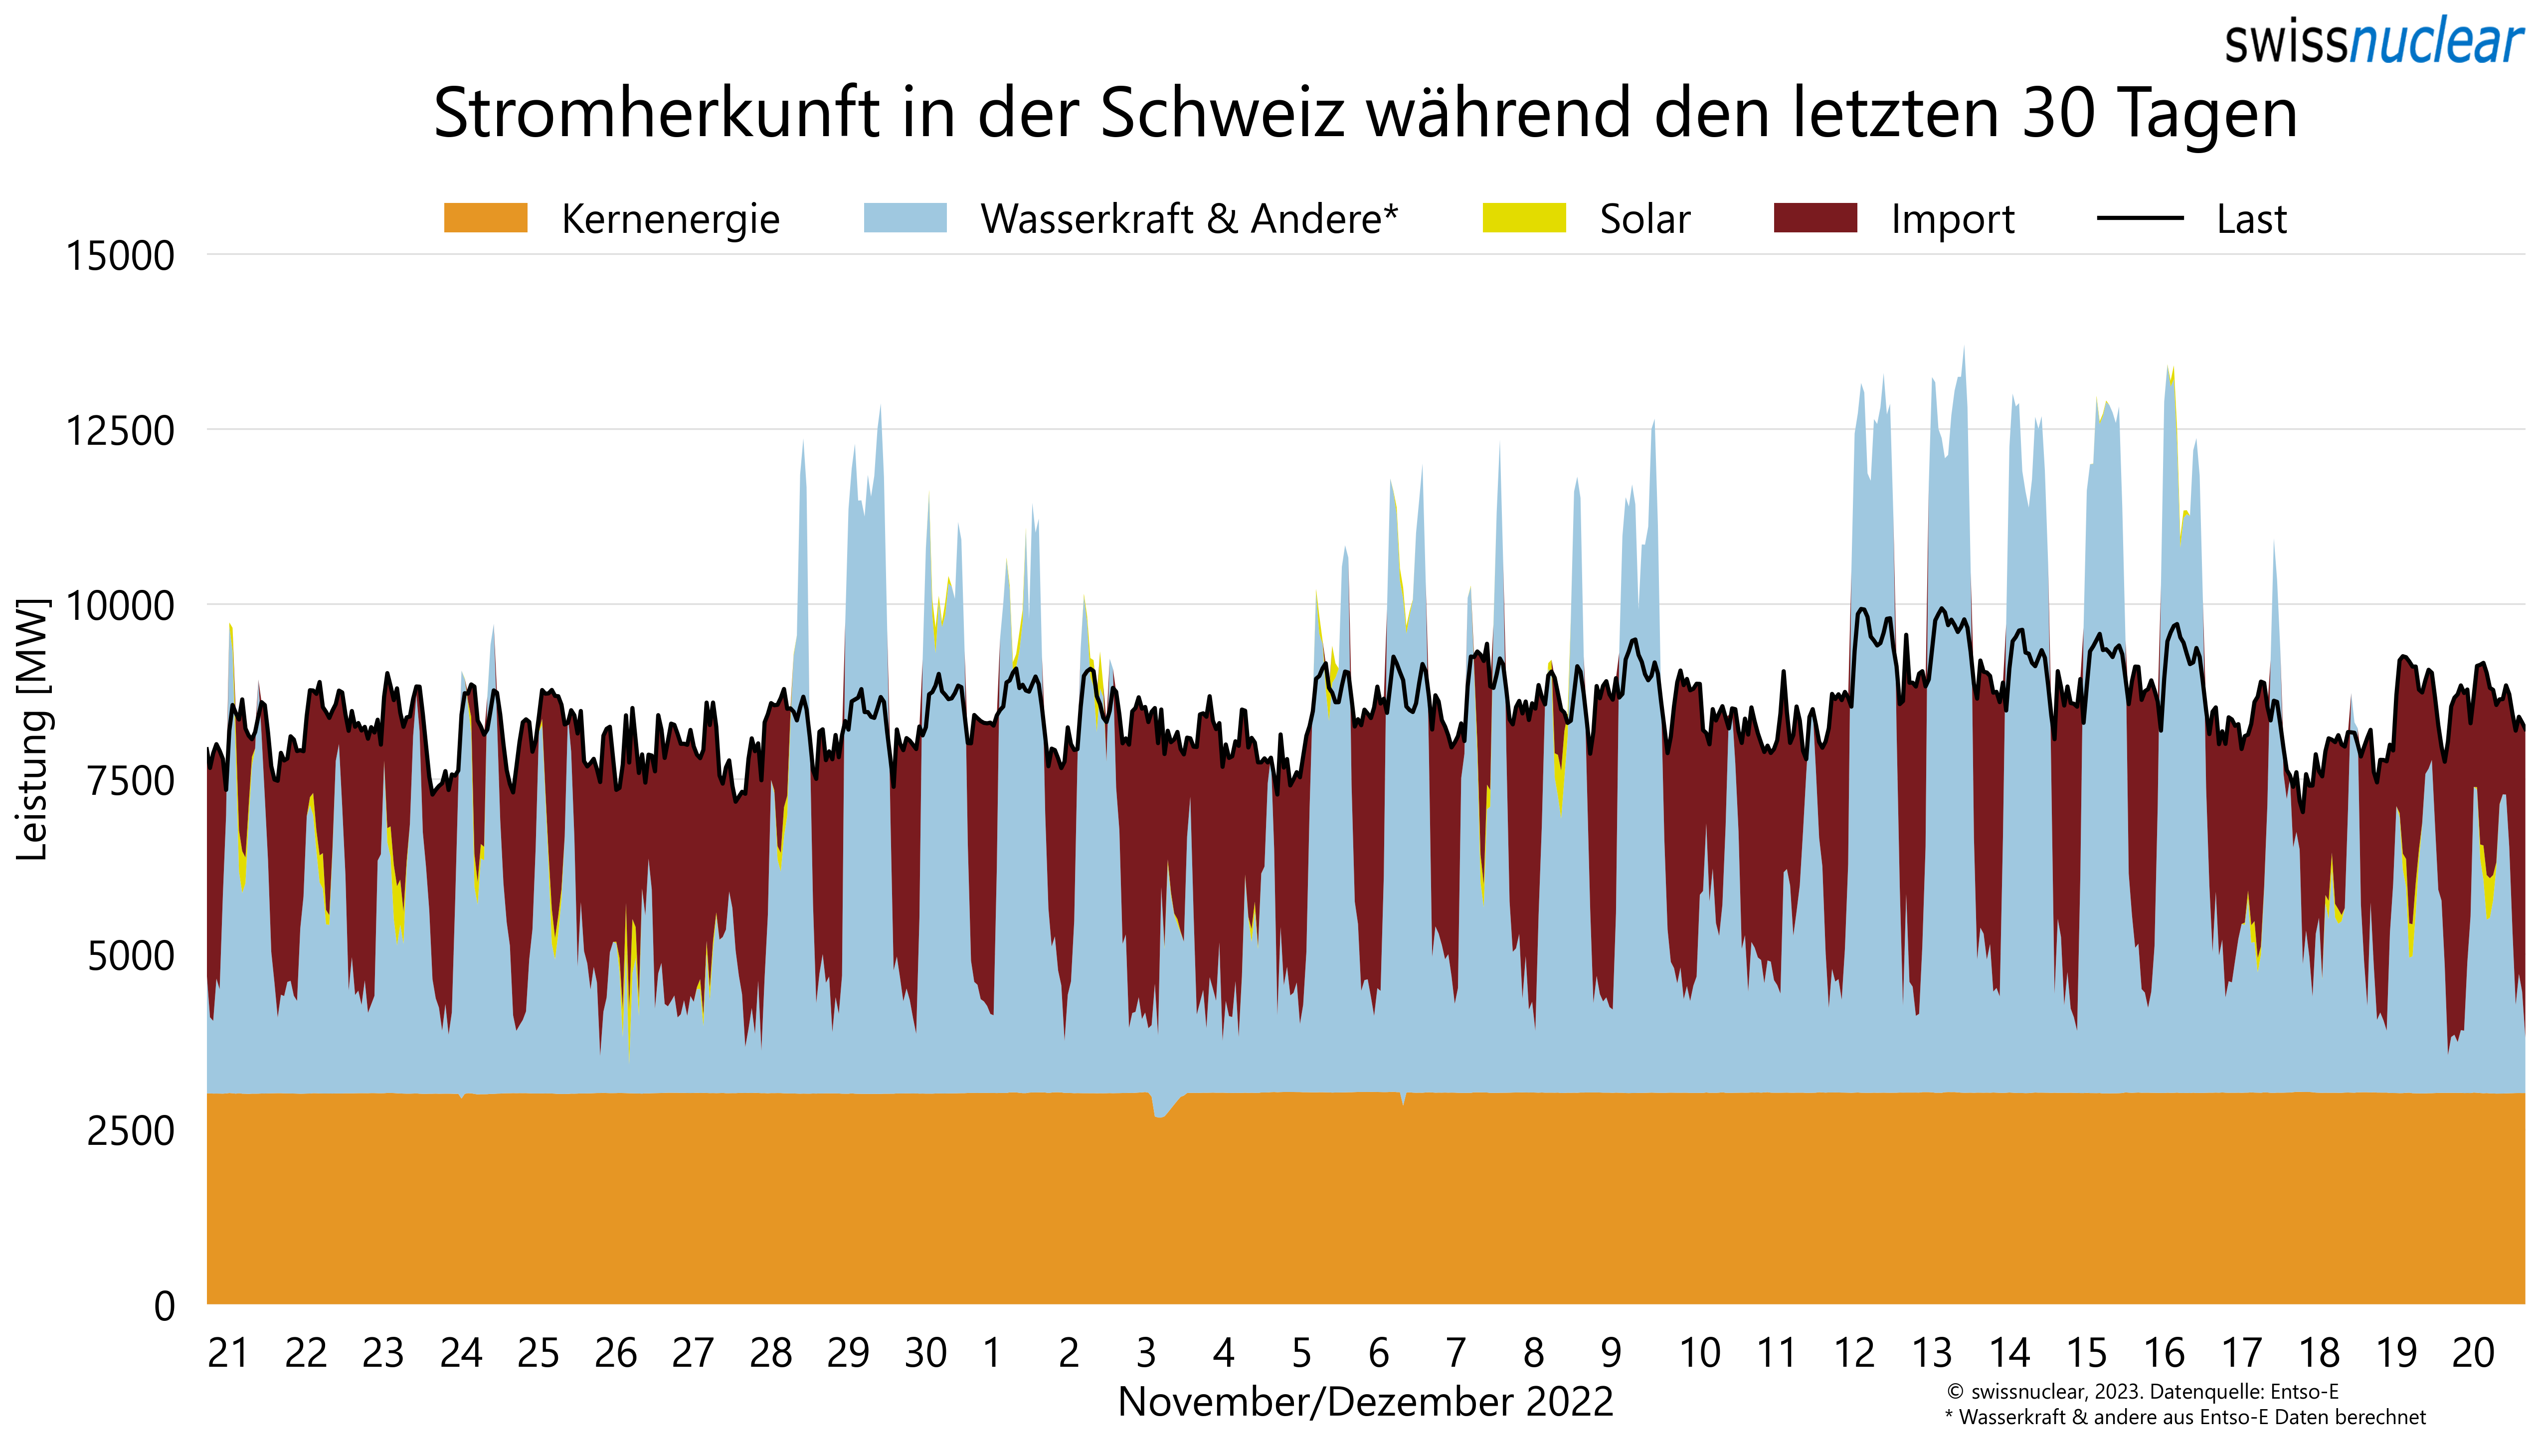 swissnuclear
Stromherkunft in der Schweiz während den letzten 30 Tagen
Kernenergie Wasserkraft & Andere* Solar Import Last
15000
12500
10000
7500
5000
2500
0
Leistung [MW]
21 22 23 24 25 26 27 28 29 30 1 2 3 4 5 6 7 8 9 10 11 12 13 14 15 16 17 18 19 20
November/Dezember 2022
© swissnuclear, 2023. Datenquelle: Entso-E
* Wasserkraft & andere aus Entso-E Daten berechnet